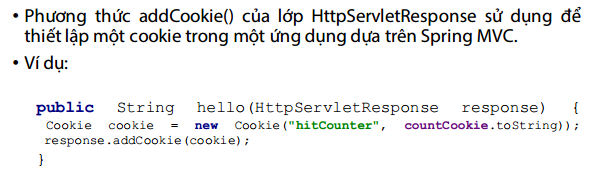 • Phương thức addCookie() của lớp HttpServletResponse sử dụng để
thiết lập một cookie trong một ứng dụng dựa trên Spring MVC.
• Ví dụ:
public String hello(HttpServletResponse response) {
Cookie cookie = new Cookie("hitCounter", countCookie.toString));
response.addCookie(cookie);
}